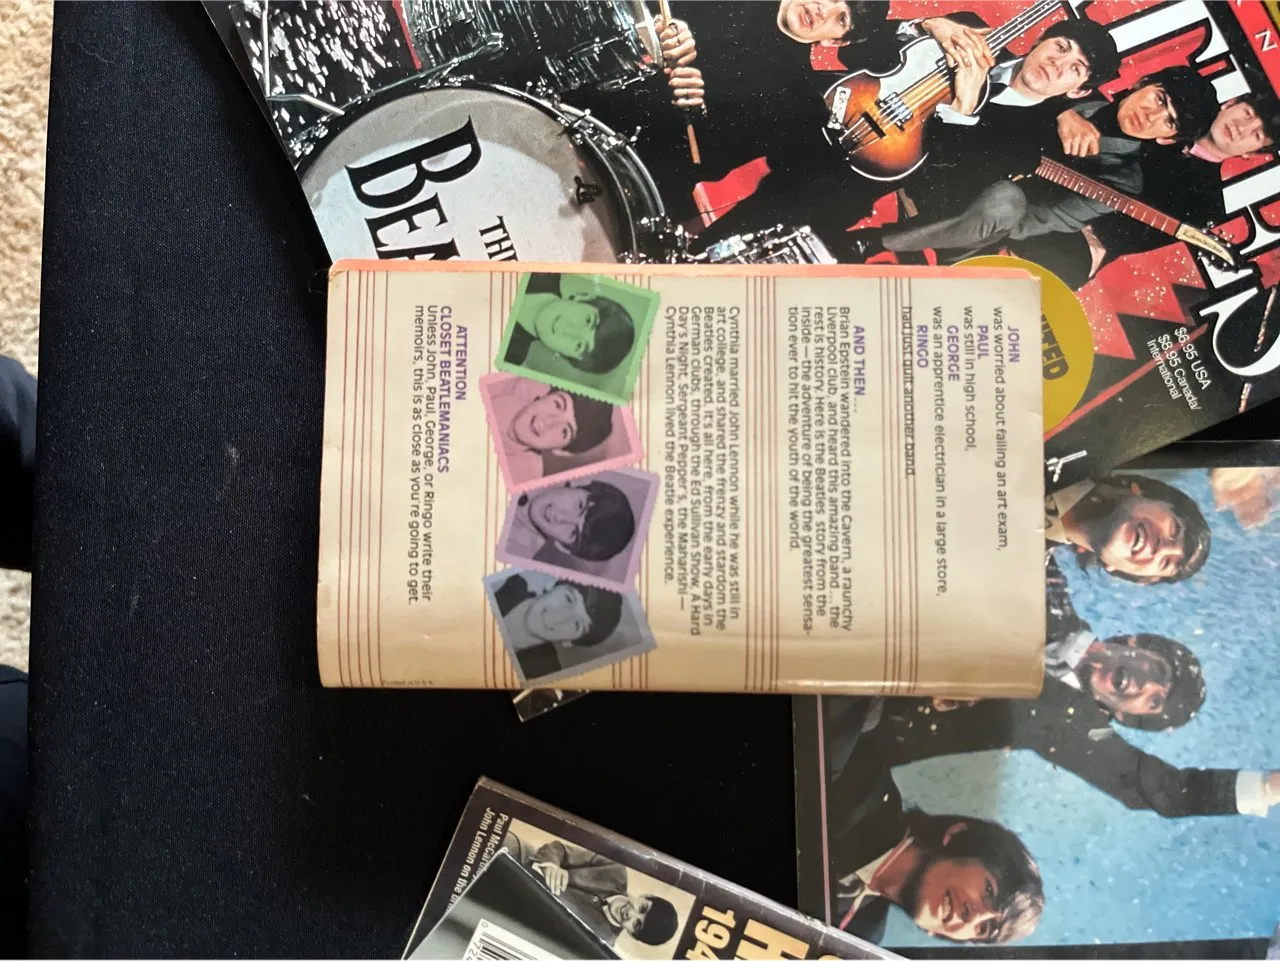 THE
BEA
$6.95 USA
$8.95 Canada/
International
JOHN
was worried about failing an art exam,
PAUL
was still in high school,
GEORGE
was an apprentice electrician in a large store,
RINGO
had just quit another band.
AND THEN...
Brian Epstein wandered into the Cavern, a raunchy
Liverpool club, and heard this amazing band... the
rest is history. Here is the Beatles' story from the
inside—the adventure of being the greatest sensa-
tion ever to hit the youth of the world.
Cynthia married John Lennon while he was still in
art college, and shared the frenzy and stardom the
Beatles created. It's all here, from the early days in
German clubs, through the Ed Sullivan Show, A Hard
Day's Night, Sergeant Pepper's, the Maharishi—
Cynthia Lennon lived the Beatle experience.
ATTENTION
CLOSET BEATLEMANIACS
Unless John, Paul, George, or Ringo write their
memoirs, this is as close as you're going to get.
Paul McCartney
John Lennon on the
194